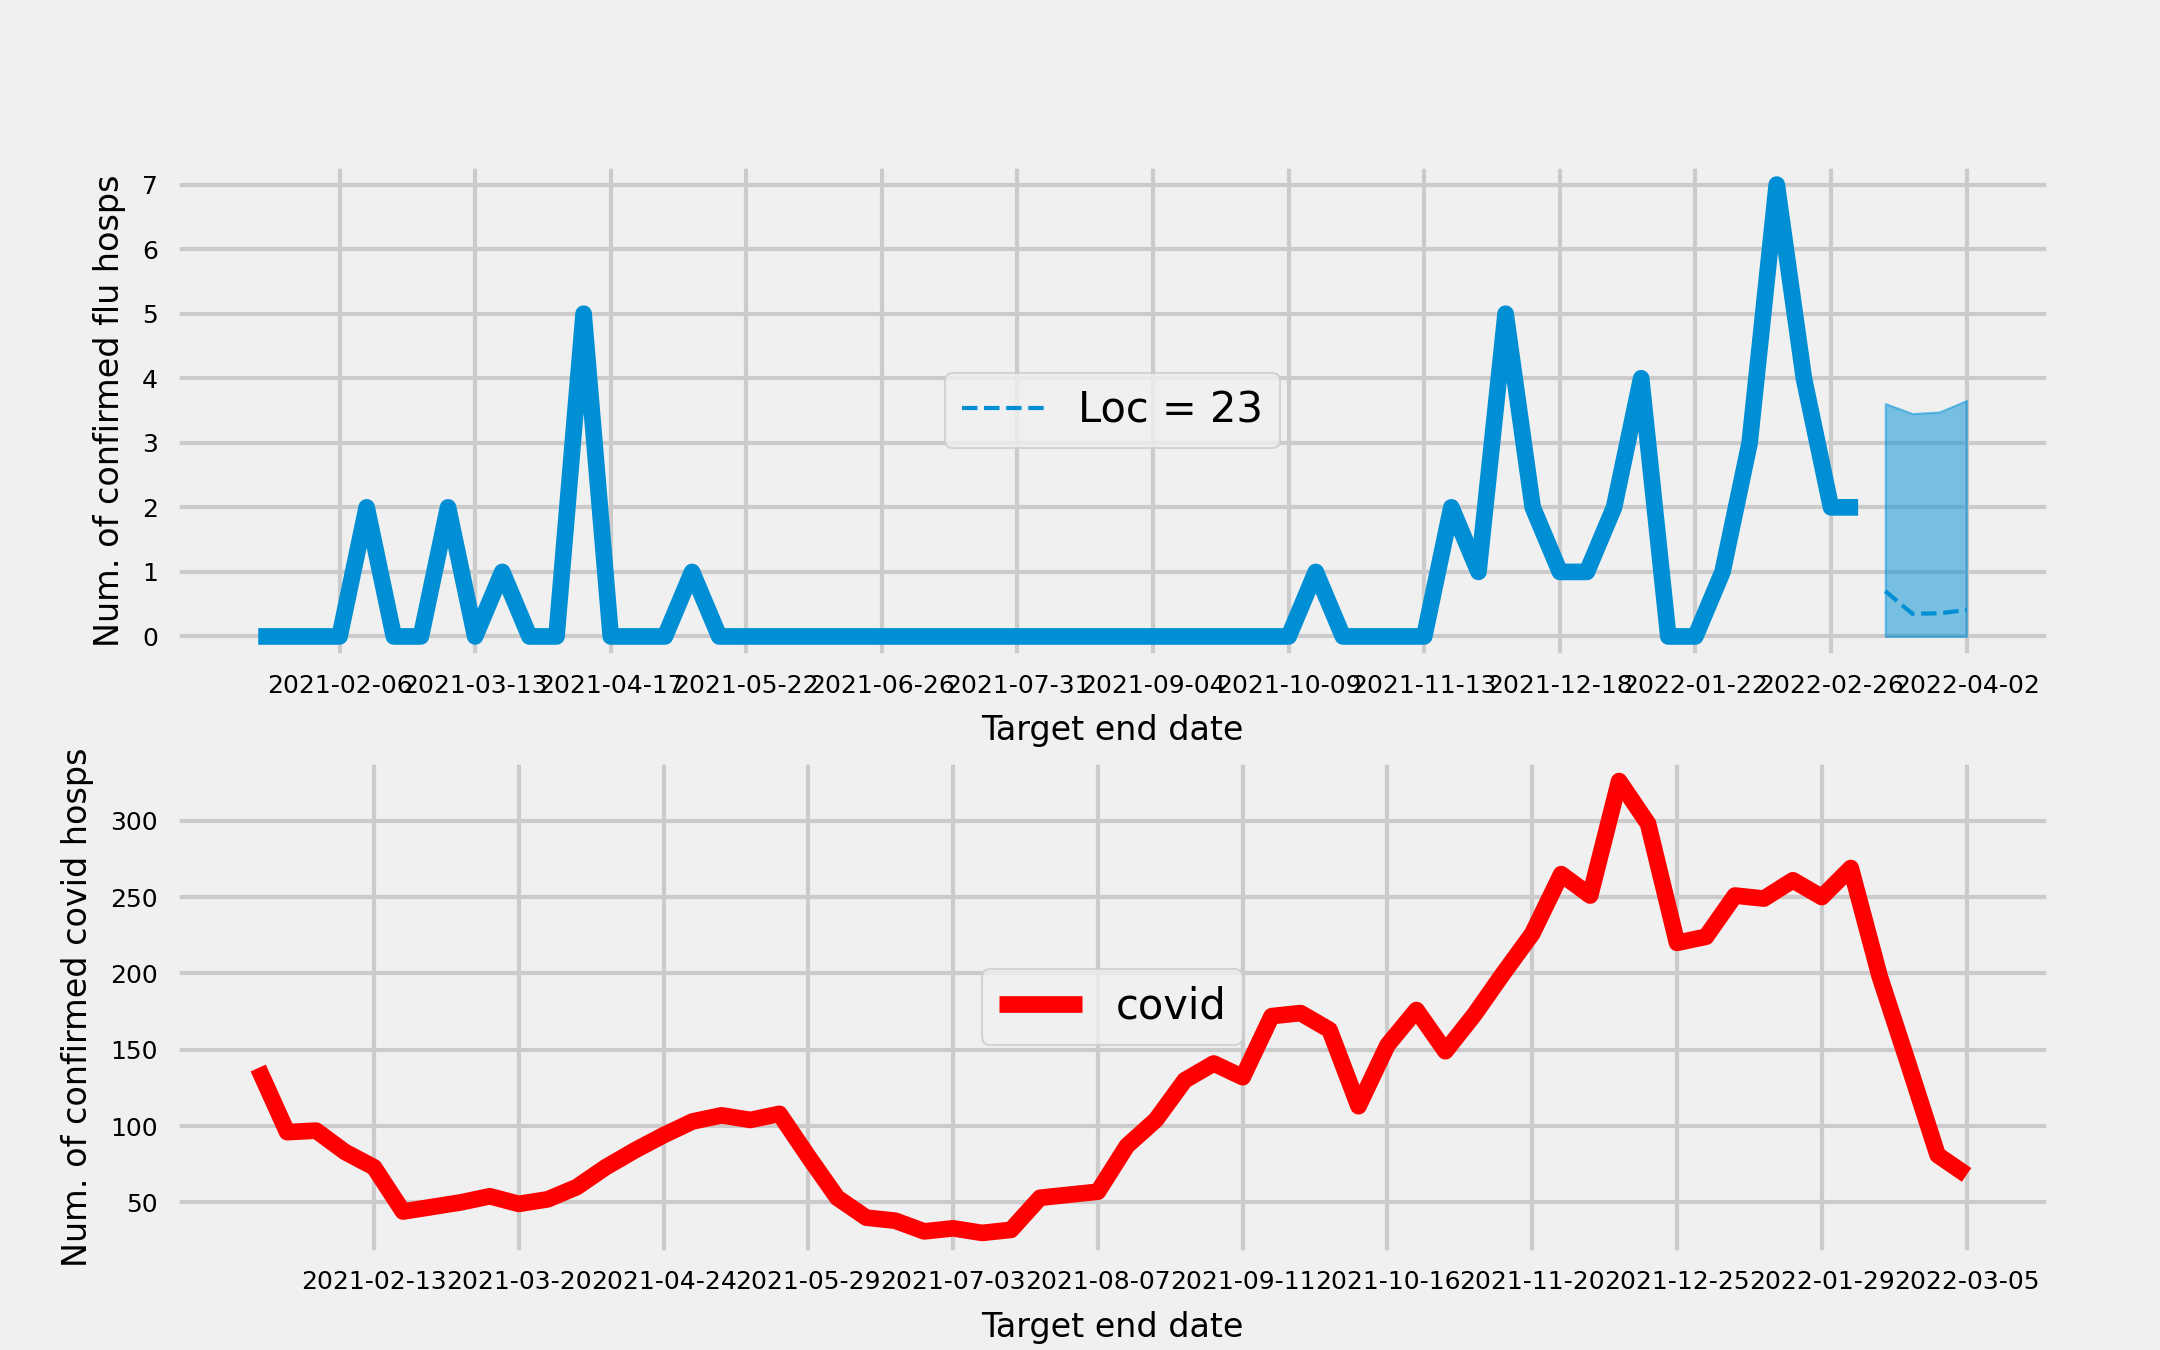 Num. of confirmed flu hosps
7
6
5
4
3
2
1
0
Loc = 23
2021-02-06 2021-03-13 2021-04-17 2021-05-22 2021-06-26 2021-07-31 2021-09-04 2021-10-09 2021-11-13 2021-12-18 2022-01-22 2022-02-26 2022-04-02
Target end date
Num. of confirmed covid hosps
300
250
200
150
100
50
covid
2021-02-13 2021-03-20 2021-04-24 2021-05-29 2021-07-03 2021-08-07 2021-09-11 2021-10-16 2021-11-20 2021-12-25 2022-01-29 2022-03-05
Target end date